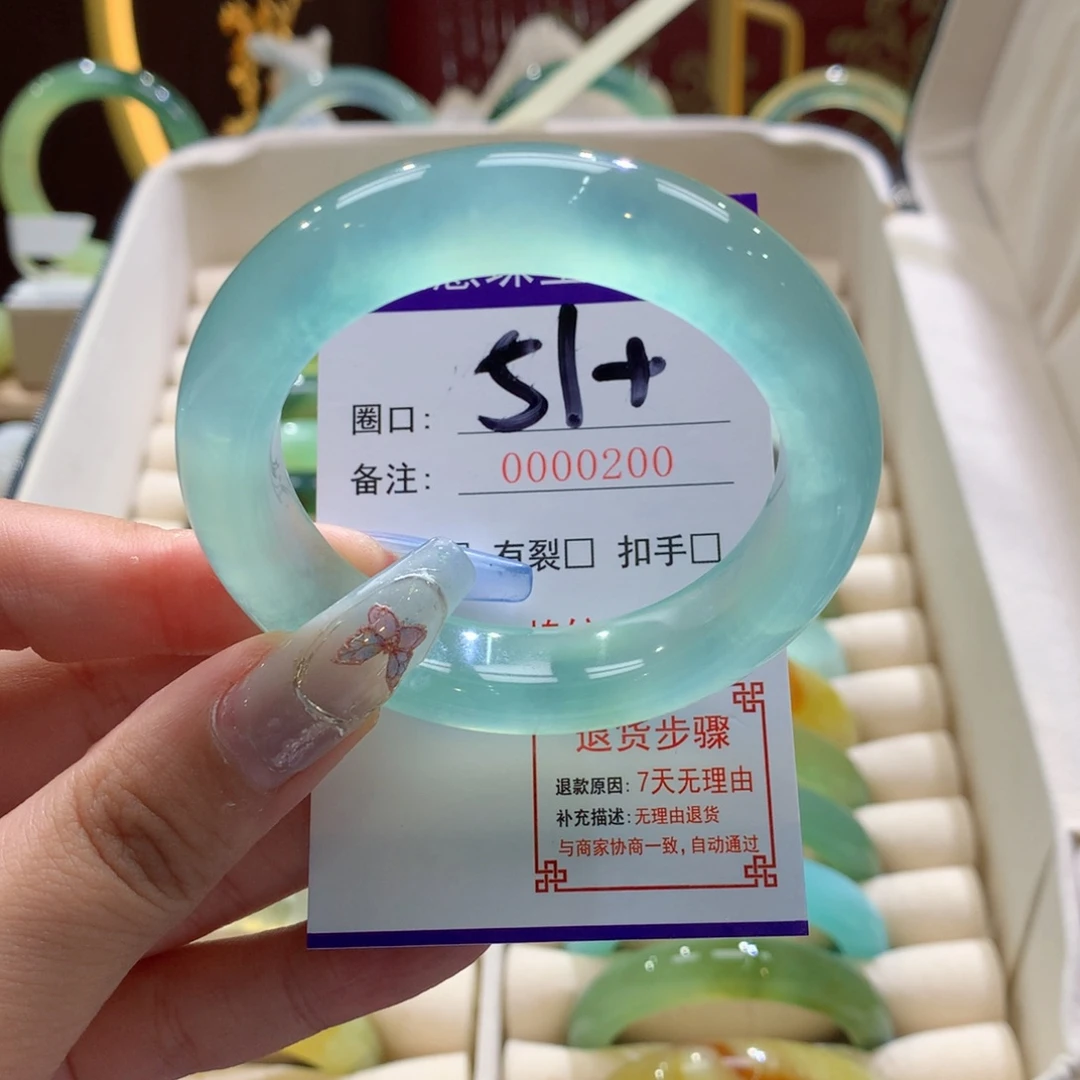 圈口: 51+
备注: 0000200
有裂□ 扣手□
退货步骤
退款原因: 7天无理由
补充描述: 无理由退货
与商家协商一致, 自动通过